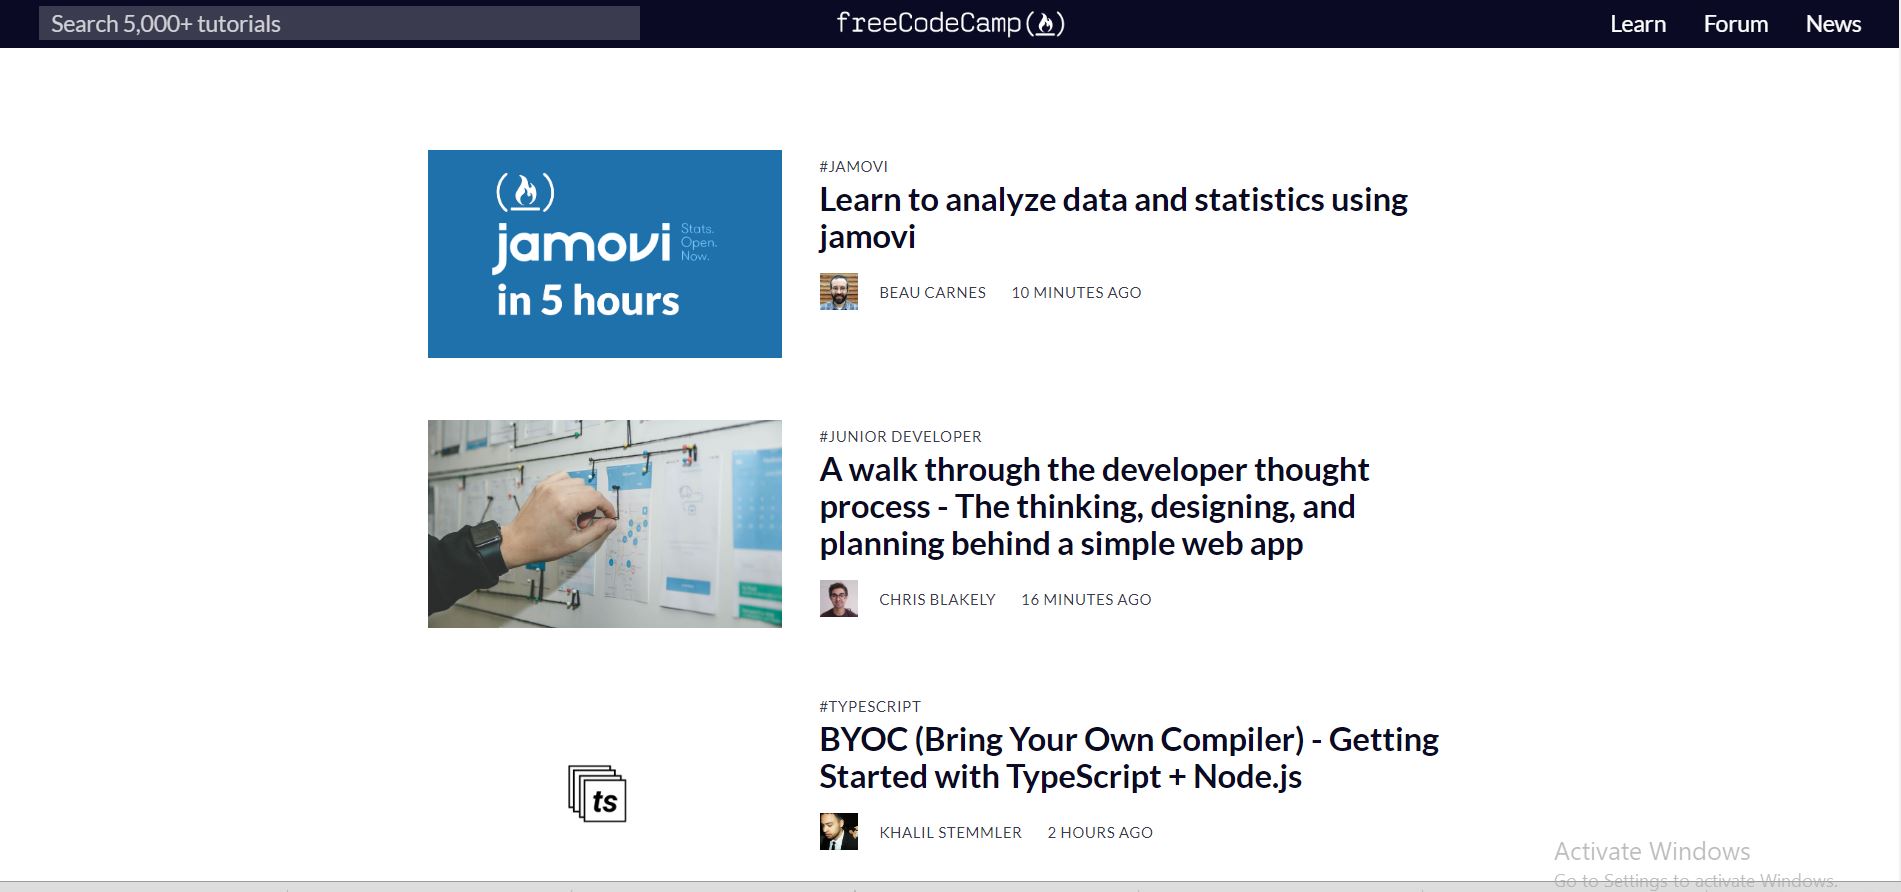 Search 5,000+ tutorials
freeCodeCamp
Learn
Forum
News
jamovi
Stats.
Open.
Now.
in 5 hours
#JAMOVI
Learn to analyze data and statistics using
jamovi
BEAU CARNES
10 MINUTES AGO
#JUNIOR DEVELOPER
A walk through the developer thought
process - The thinking, designing, and
planning behind a simple web app
CHRIS BLAKELY
16 MINUTES AGO
#TYPESCRIPT
BYOC (Bring Your Own Compiler) - Getting
Started with TypeScript + Node.js
ts
KHALIL STEMMLER
2 HOURS AGO
Activate Windows
Go to Settings to activate Windows.